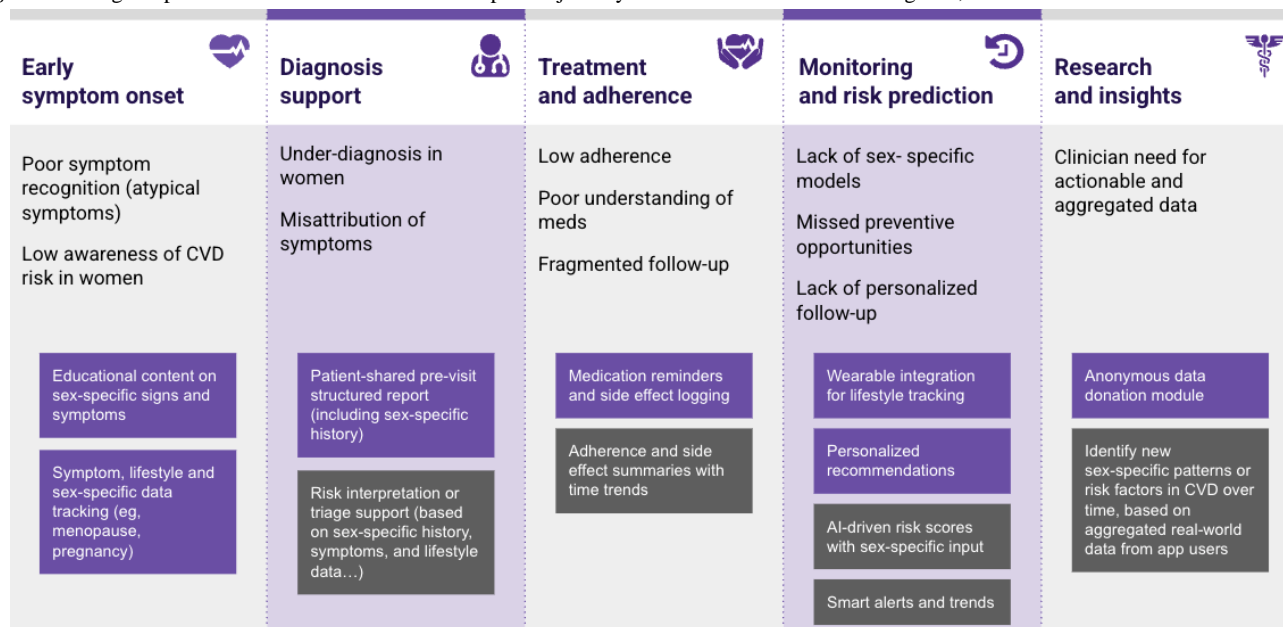 Early
symptom onset
Poor symptom
recognition (atypical
symptoms)
Low awareness of CVD
risk in women
Educational content on
sex-specific signs and
symptoms
Symptom, lifestyle and
sex-specific data
tracking (eg,
menopause,
pregnancy)
Diagnosis
support
Under-diagnosis in
women
Misattribution of
symptoms
Patient-shared pre-visit
structured report
(including sex-specific
history)
Risk interpretation or
triage support (based
on sex-specific history,
symptoms, and lifestyle
data…)
Treatment
and adherence
Low adherence
Poor understanding of
meds
Fragmented follow-up
Medication reminders
and side effect logging
Adherence and side
effect summaries with
time trends
Monitoring
and risk prediction
Lack of sex- specific
models
Missed preventive
opportunities
Lack of personalized
follow-up
Wearable integration
for lifestyle tracking
Personalized
recommendations
AI-driven risk scores
with sex-specific input
Smart alerts and trends
Research
and insights
Clinician need for
actionable and
aggregated data
Anonymous data
donation module
Identify new
sex-specific patterns or
risk factors in CVD over
time, based on
aggregated real-world
data from app users